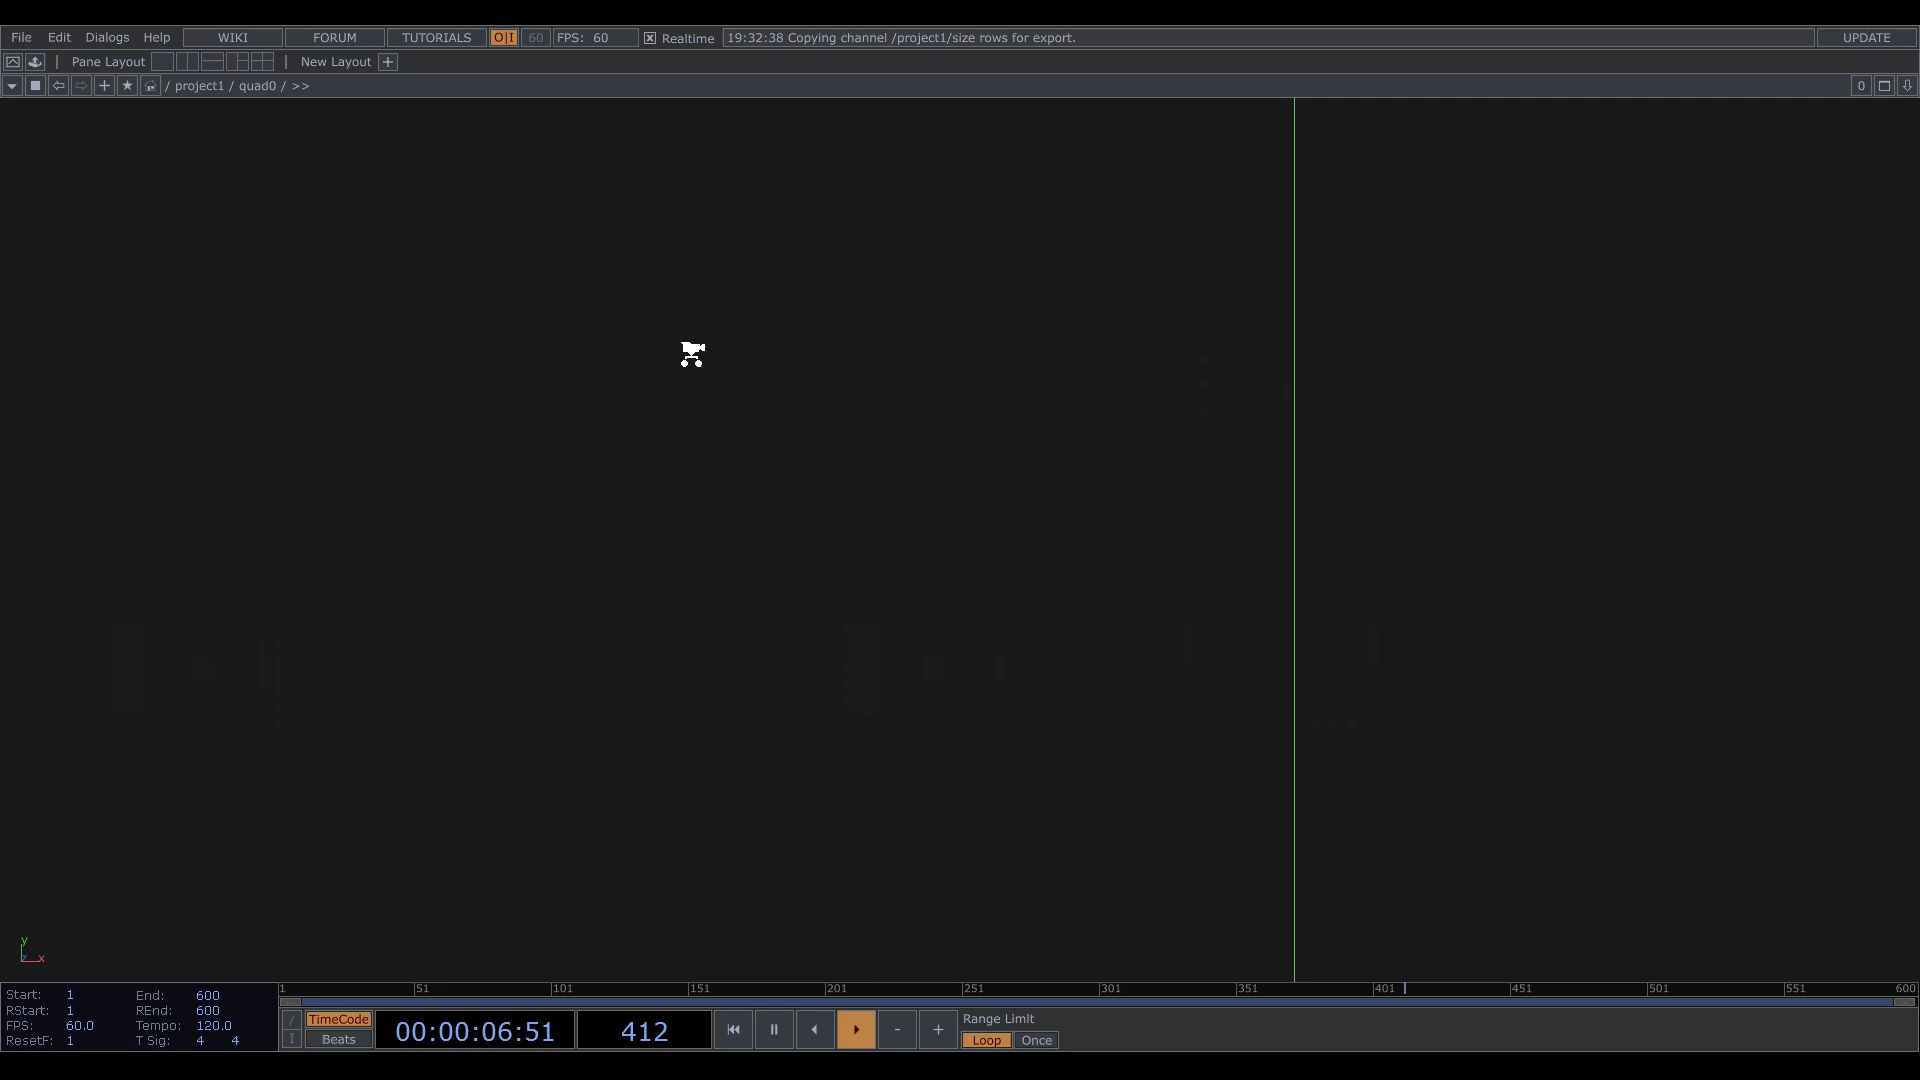 File Edit Dialogs Help WIKI FORUM TUTORIALS O|I 60 FPS: 60 Realtime 19:32:38 Copying channel /project1/size rows for export. UPDATE
Pane Layout New Layout +
/ project1 / quad0 / >> 0
y
z x
1 51 101 151 201 251 301 351 401 451 501 551 600
Start: 1 End: 600
RStart: 1 REnd: 600
FPS: 60.0 Tempo: 120.0
ResetF: 1 T Sig: 4 4
/ TimeCode
I Beats
00:00:06:51 412 - +
Range Limit
Loop Once